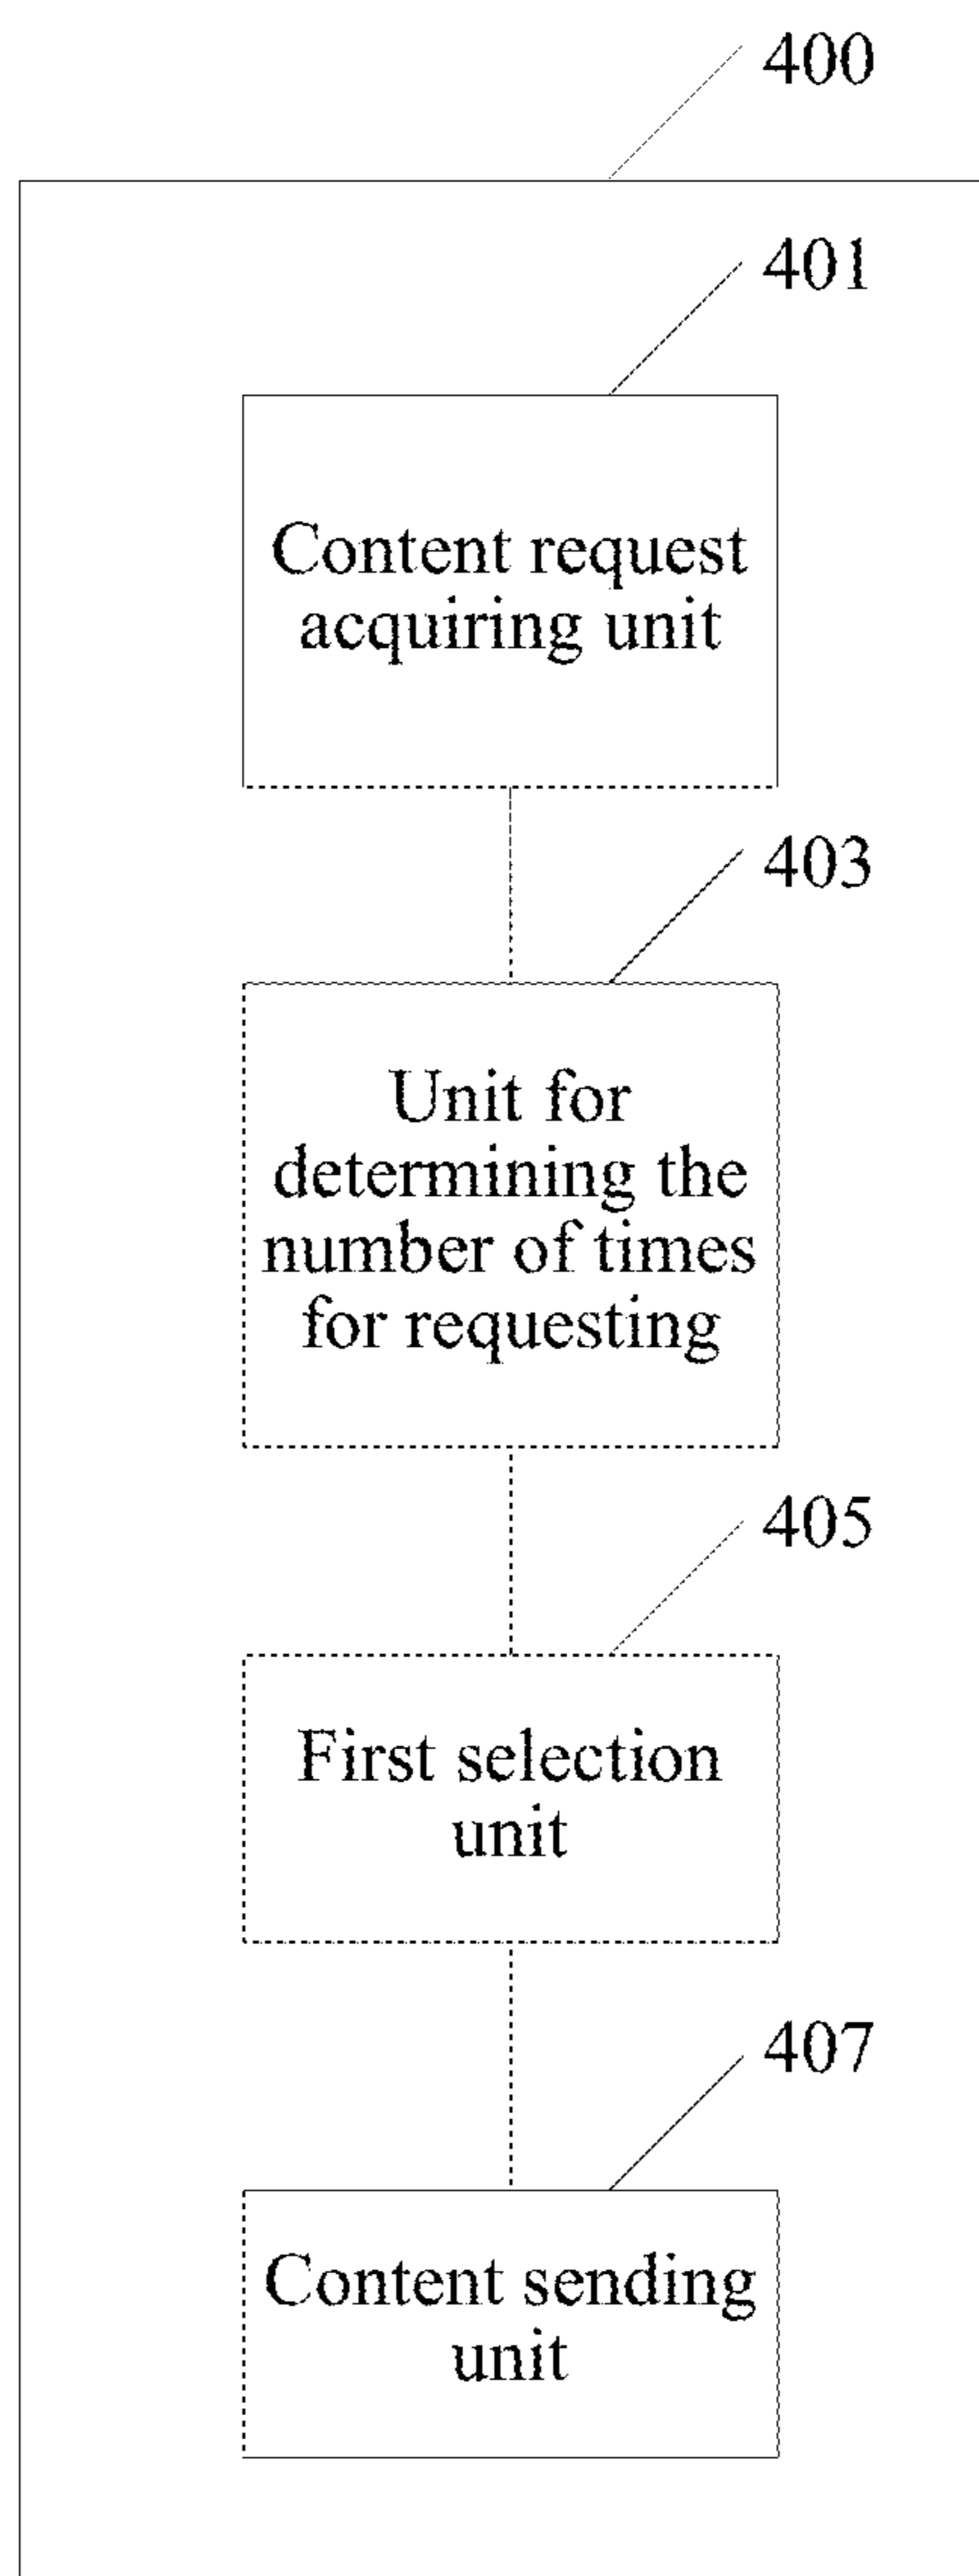 400
401
Content request
acquiring unit
403
Unit for
determining the
number of times
for requesting
405
First selection
unit
407
Content sending
unit